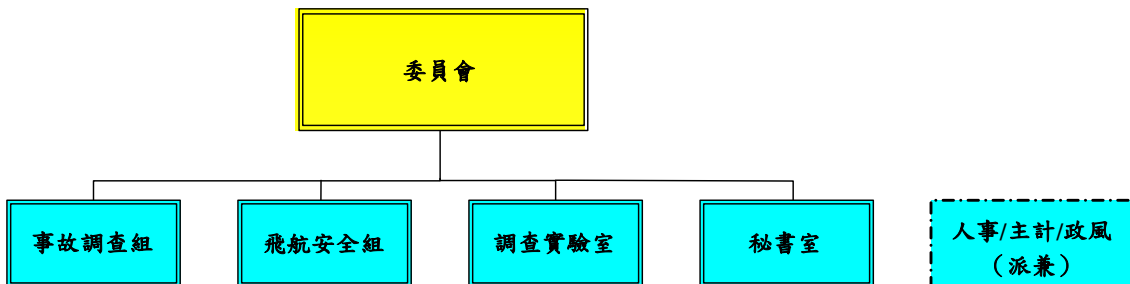 委員會
事故調查組
飛航安全組
調查實驗室
秘書室
人事/主計/政風
（派兼）